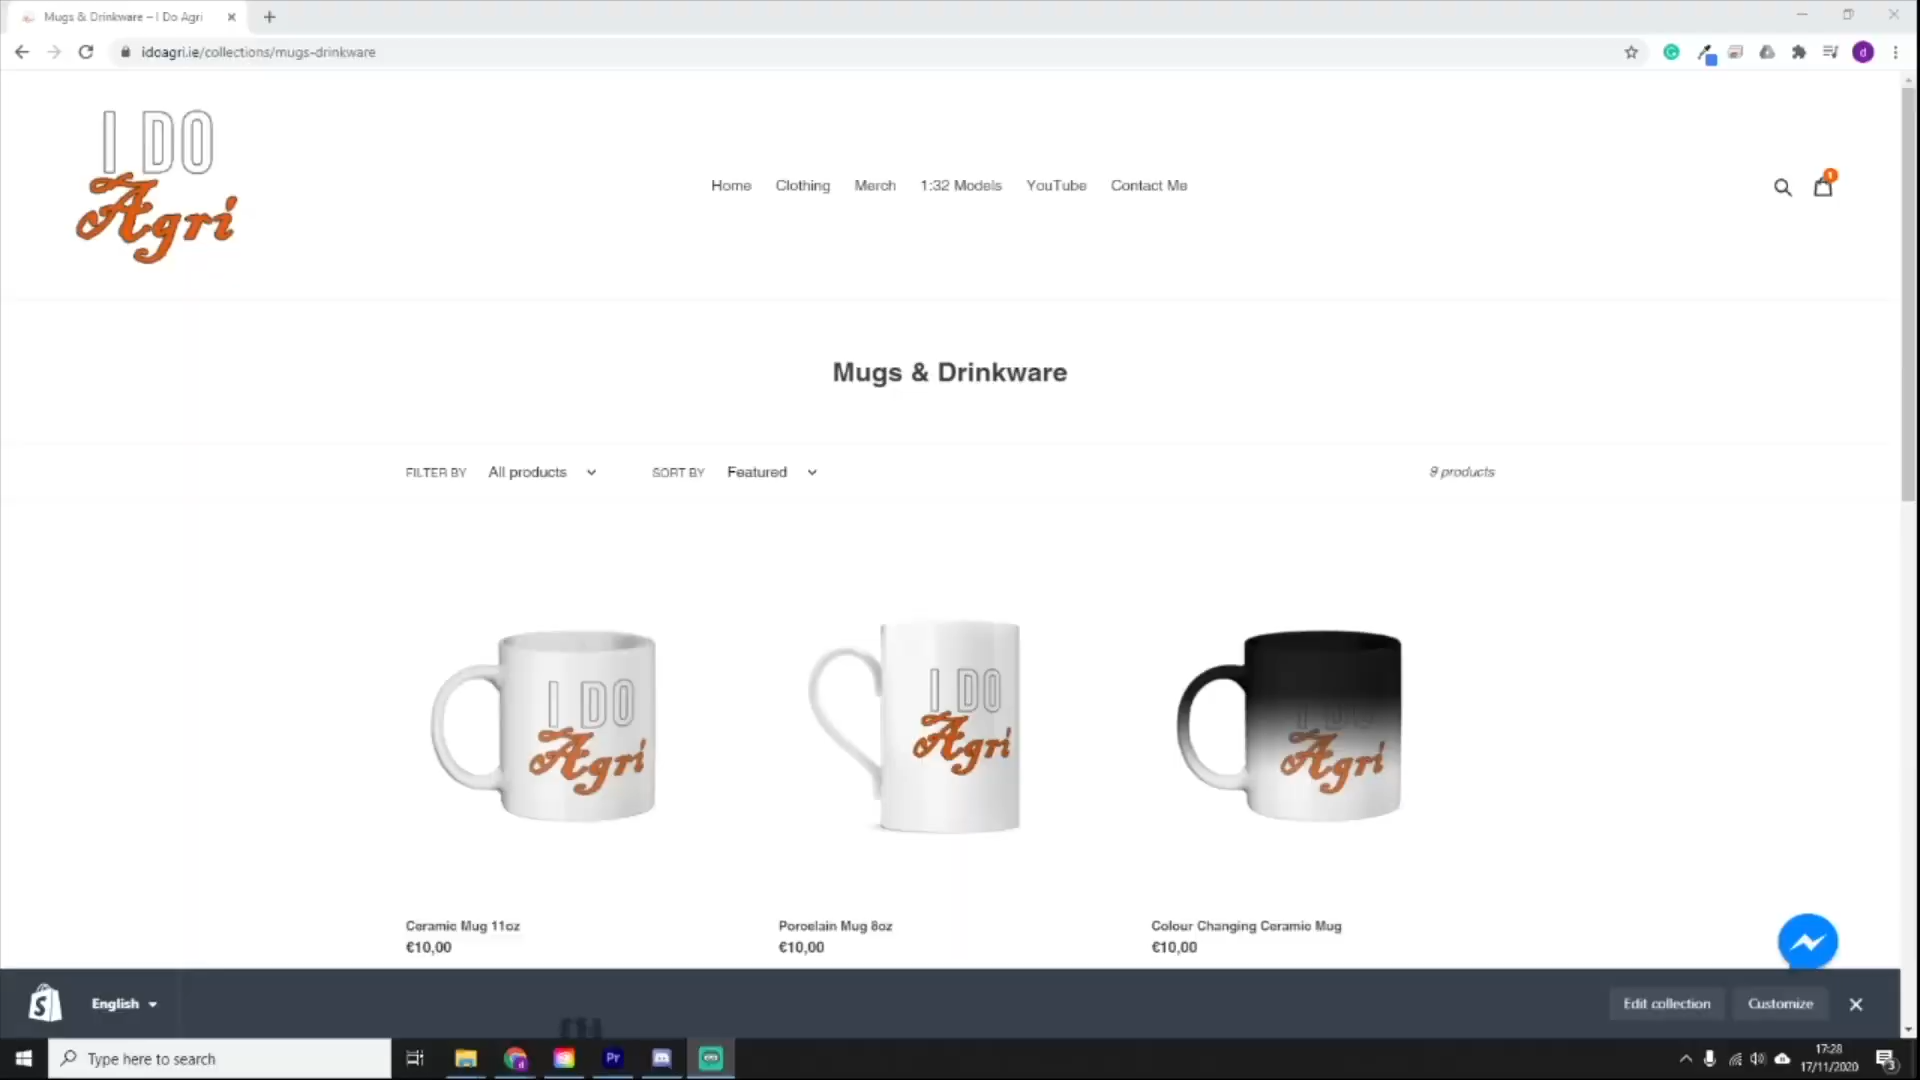 Mugs & Drinkware – I Do Agri
idoagri.ie/collections/mugs-drinkware
d
I DO
Agri
Home
Clothing
Merch
1:32 Models
YouTube
Contact Me
1
Mugs & Drinkware
FILTER BY
All products
SORT BY
Featured
9 products
I DO
Agri
I DO
Agri
I DO
Agri
Ceramic Mug 11oz
Porcelain Mug 8oz
Colour Changing Ceramic Mug
€10,00
€10,00
€10,00
English
Edit collection
Customize
Type here to search
Pr
17:28
17/11/2020
3